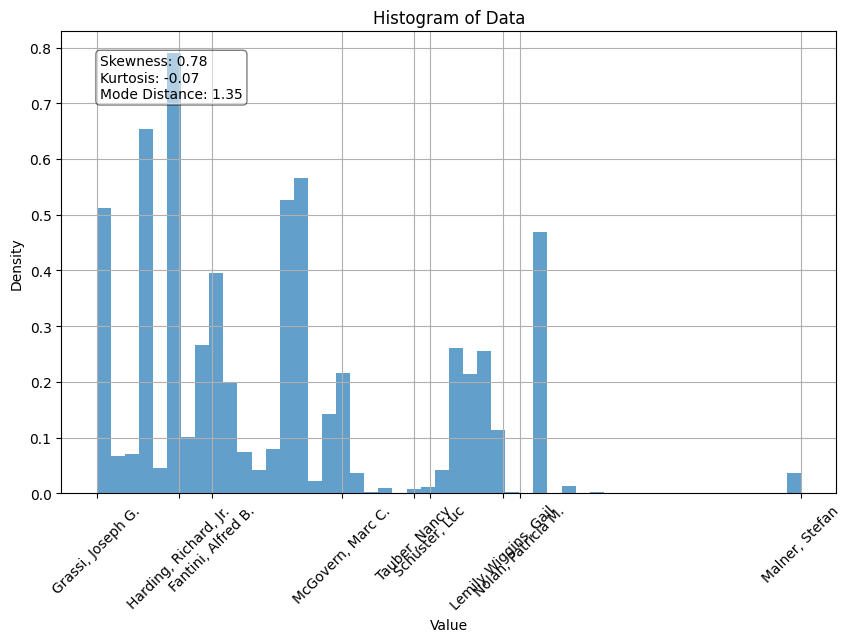 Histogram of Data
Skewness: 0.78
Kurtosis: -0.07
Mode Distance: 1.35
Density
0.8
0.7
0.6
0.5
0.4
0.3
0.2
0.1
0.0
Grassi, Joseph G.
Harding, Richard, Jr.
Fantini, Alfred B.
McGovern, Marc C.
Tauber, Nancy
Schuster, Luc
Lemily Wiggins, Gail
Nolan, Patricia M.
Malner, Stefan
Value